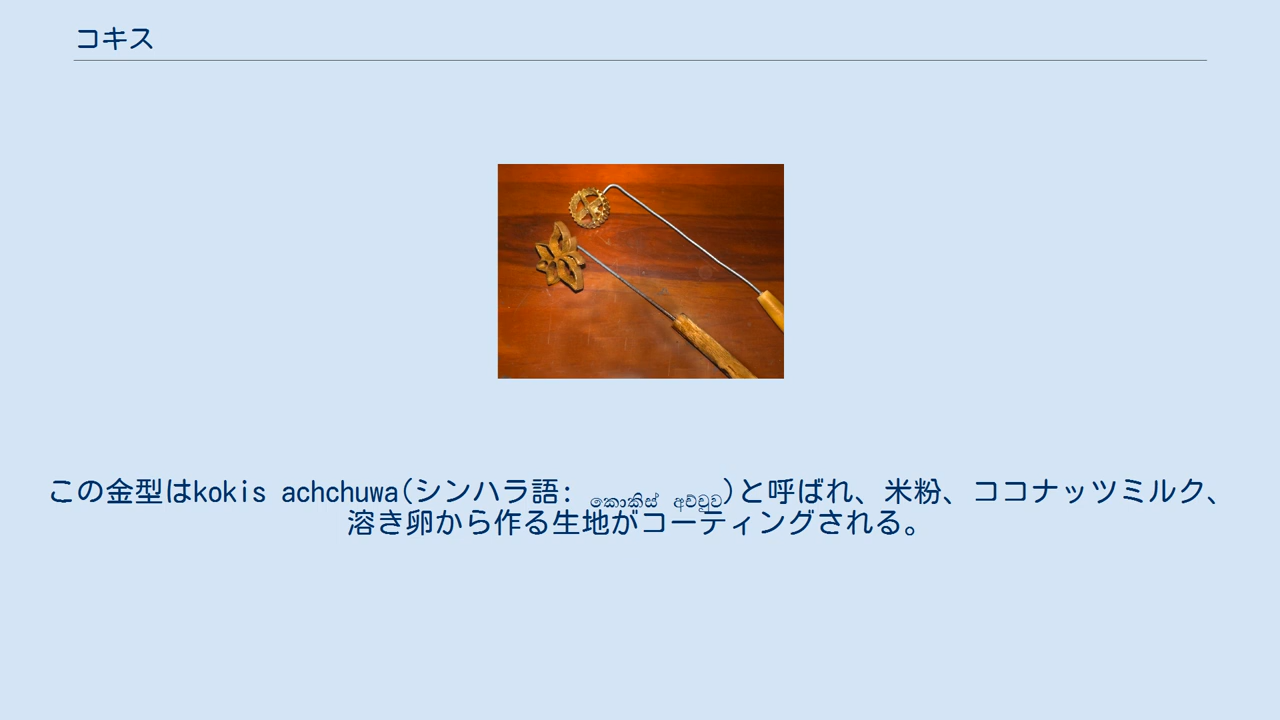 コキス
この金型はkokis achchuwa(シンハラ語: කොකිස් අච්චුව)と呼ばれ、米粉、ココナッツミルク、
溶き卵から作る生地がコーティングされる。